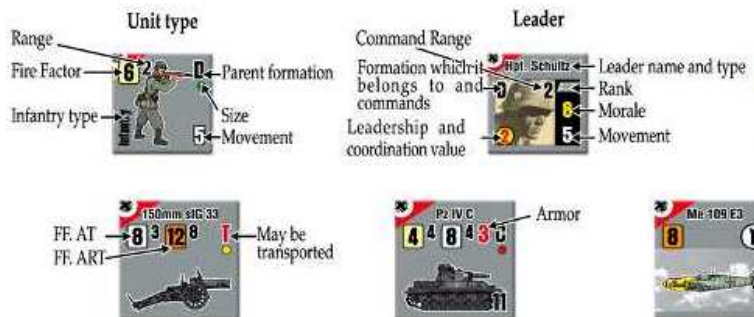 Unit type
Leader
Range
Fire Factor
Infantry type
6
2
D
Parent formation
Size
5
Movement
Infantry
Command Range
Formation which it
belongs to and
commands
Leadership and
coordination value
Schultz
2
8
5
2
Leader name and type
Rank
Morale
Movement
FF. AT
FF. ART
150mm sIG 33
8 3 12 8 T
May be
transported
Pz IV C
4 4 8 4 3
11
Armor
Me 109 E3
8